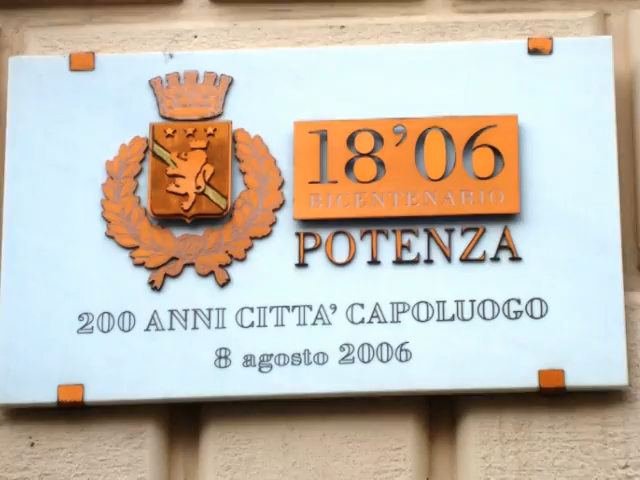 18'06
BICENTENARIO
POTENZA
200 ANNI CITTA' CAPOLUOGO
8 agosto 2006